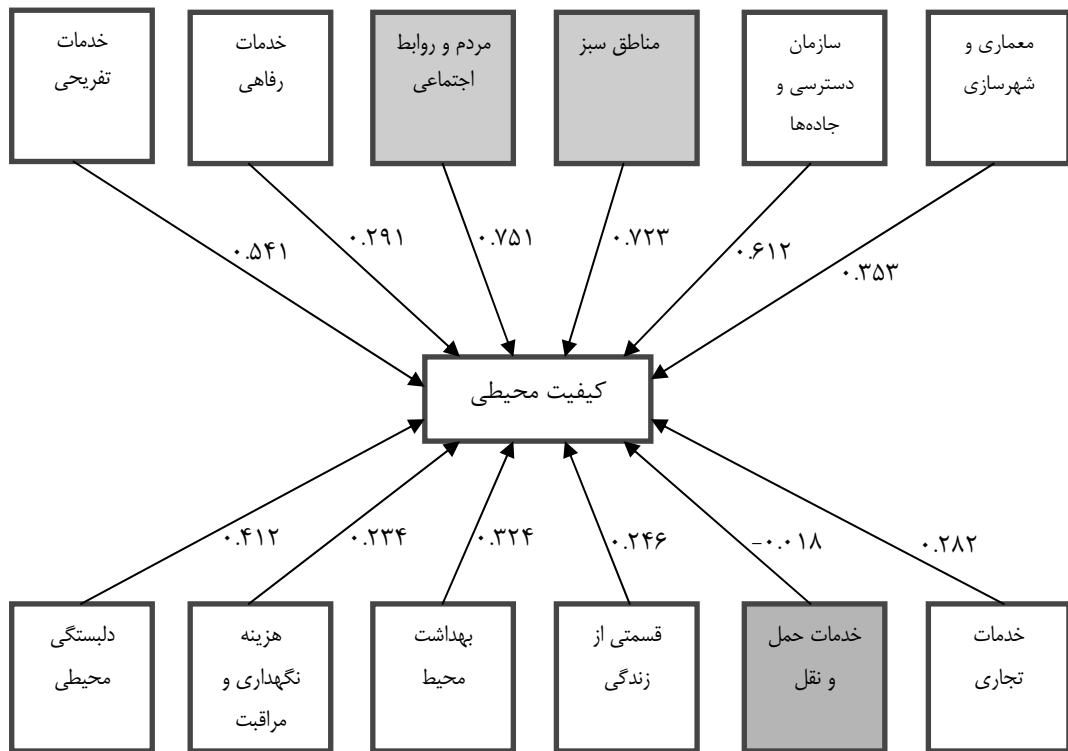 معماری و
شهرسازی
سازمان
دسترسی و
جاده‌ها
مناطق سبز
مردم و روابط
اجتماعی
خدمات
رفاهی
خدمات
تفریحی
۰.۳۵۳
۰.۶۱۲
۰.۷۲۳
۰.۷۵۱
۰.۲۹۱
۰.۵۴۱
کیفیت محیطی
۰.۲۸۲
-۰.۰۱۸
۰.۲۴۶
۰.۳۲۴
۰.۲۳۴
۰.۴۱۲
خدمات
تجاری
خدمات حمل
و نقل
قسمتی از
زندگی
بهداشت
محیط
هزینه
نگهداری و
مراقبت
دلبستگی
محیطی